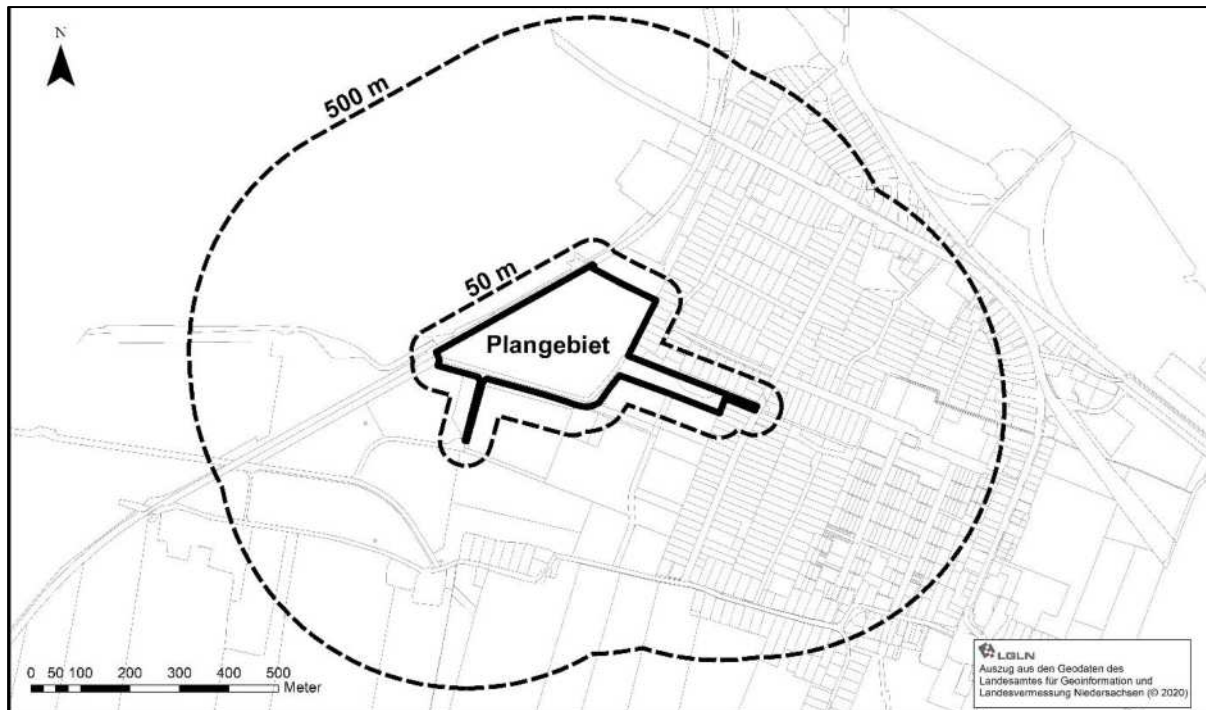 N
500 m
50 m
Plangebiet
0 50 100 200 300 400 500
Meter
LGLN
Auszug aus den Geodaten des
Landesamtes für Geoinformation und
Landesvermessung Niedersachsen (© 2020)